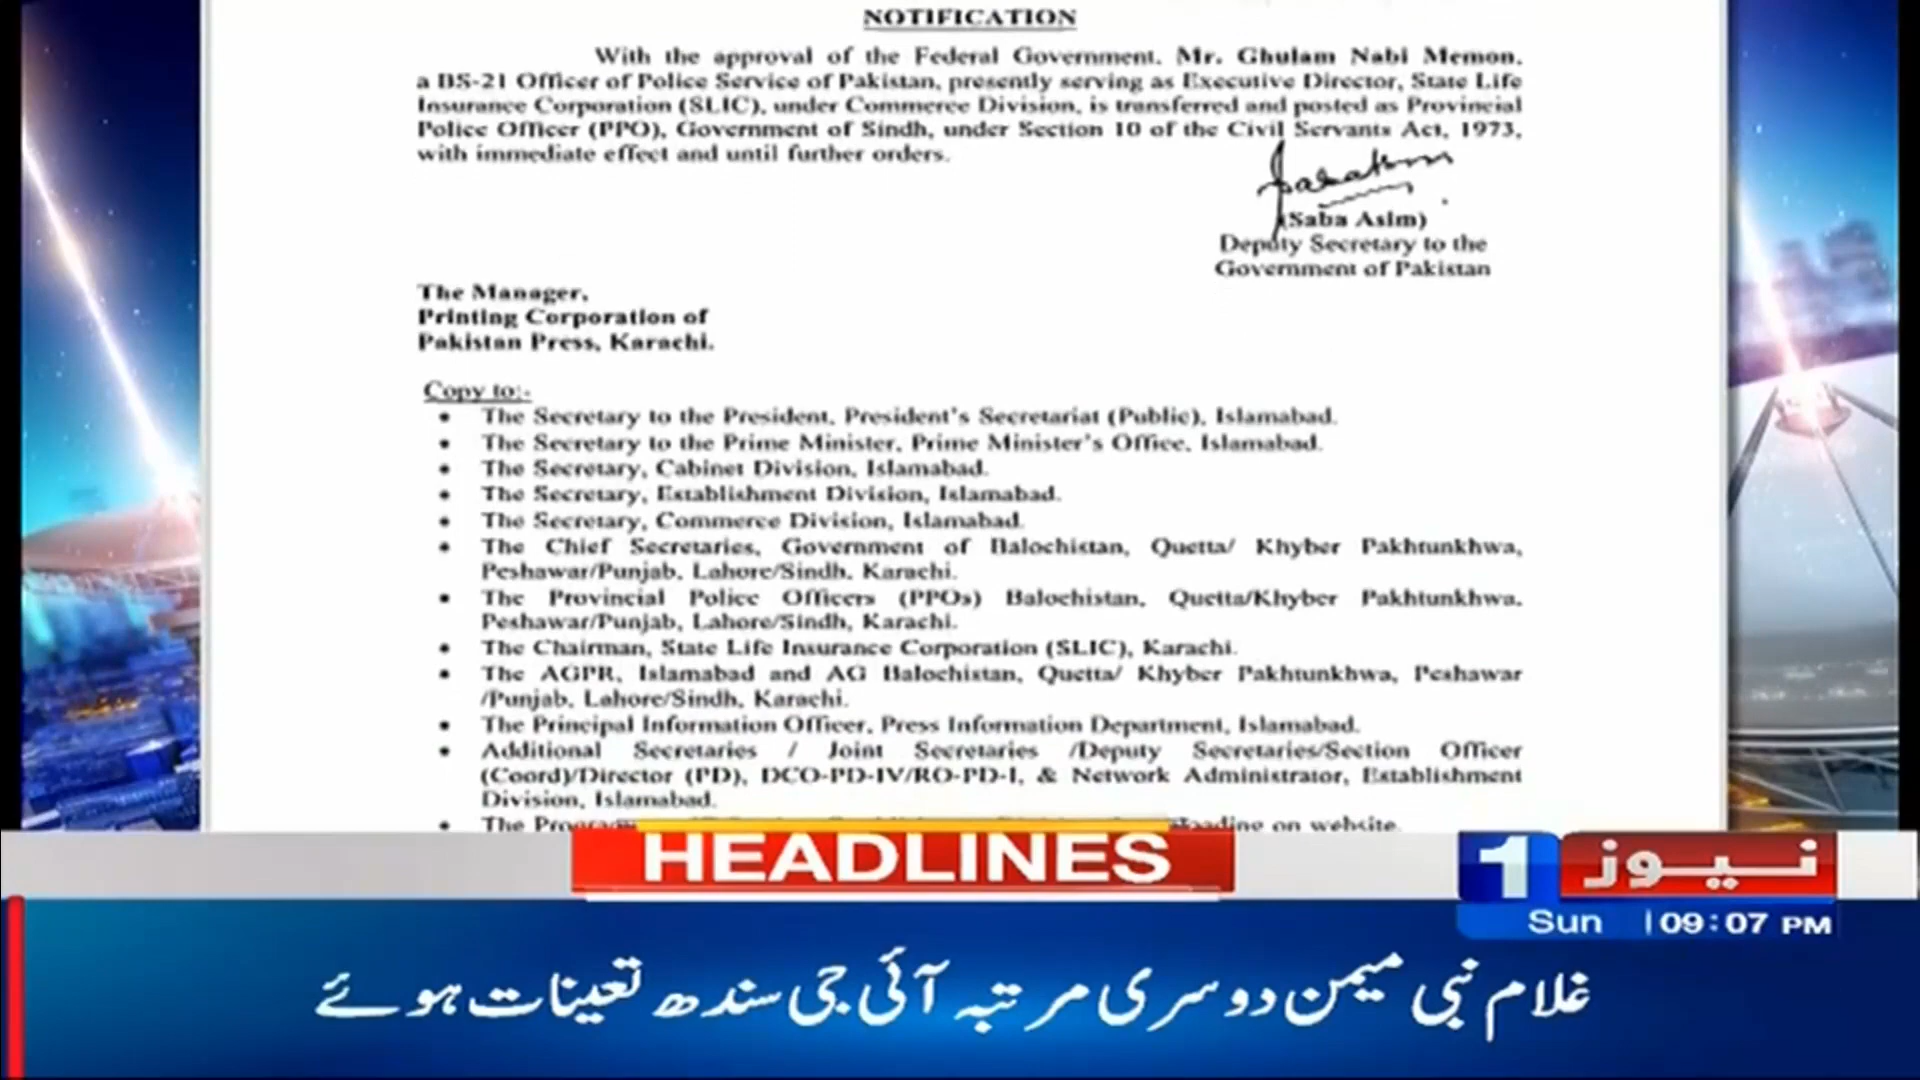 NOTIFICATION
With the approval of the Federal Government, Mr. Ghulam Nabi Memon,
a BS-21 Officer of Police Service of Pakistan, presently serving as Executive Director, State Life
Insurance Corporation (SLIC), under Commerce Division, is transferred and posted as Provincial
Police Officer (PPO), Government of Sindh, under Section 10 of the Civil Servants Act, 1973,
with immediate effect and until further orders.
(Saba Asim)
Deputy Secretary to the
Government of Pakistan
The Manager,
Printing Corporation of
Pakistan Press, Karachi.
Copy to:-
• The Secretary to the President, President's Secretariat (Public), Islamabad.
• The Secretary to the Prime Minister, Prime Minister's Office, Islamabad.
• The Secretary, Cabinet Division, Islamabad.
• The Secretary, Establishment Division, Islamabad.
• The Secretary, Commerce Division, Islamabad.
• The Chief Secretaries, Government of Balochistan, Quetta/ Khyber Pakhtunkhwa,
Peshawar/Punjab, Lahore/Sindh, Karachi.
• The Provincial Police Officers (PPOs) Balochistan, Quetta/Khyber Pakhtunkhwa,
Peshawar/Punjab, Lahore/Sindh, Karachi.
• The Chairman, State Life Insurance Corporation (SLIC), Karachi.
• The AGPR, Islamabad and AG Balochistan, Quetta/ Khyber Pakhtunkhwa, Peshawar
/Punjab, Lahore/Sindh, Karachi.
• The Principal Information Officer, Press Information Department, Islamabad.
• Additional Secretaries / Joint Secretaries /Deputy Secretaries/Section Officer
(Coord)/Director (PD), DCO-PD-IV/RO-PD-I, & Network Administrator, Establishment
Division, Islamabad.
• The on website.
HEADLINES
1 نیوز
Sun 09:07 PM
غلام نبی میمن دوسری مرتبہ آئی جی سندھ تعینات ہوئے